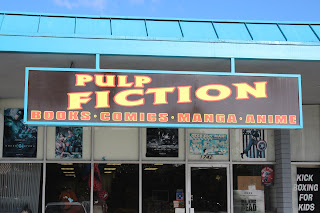 PULP
FICTION
BOOKS · COMICS · MANGA · ANIME
KICK
BOXING
FOR
KIDS